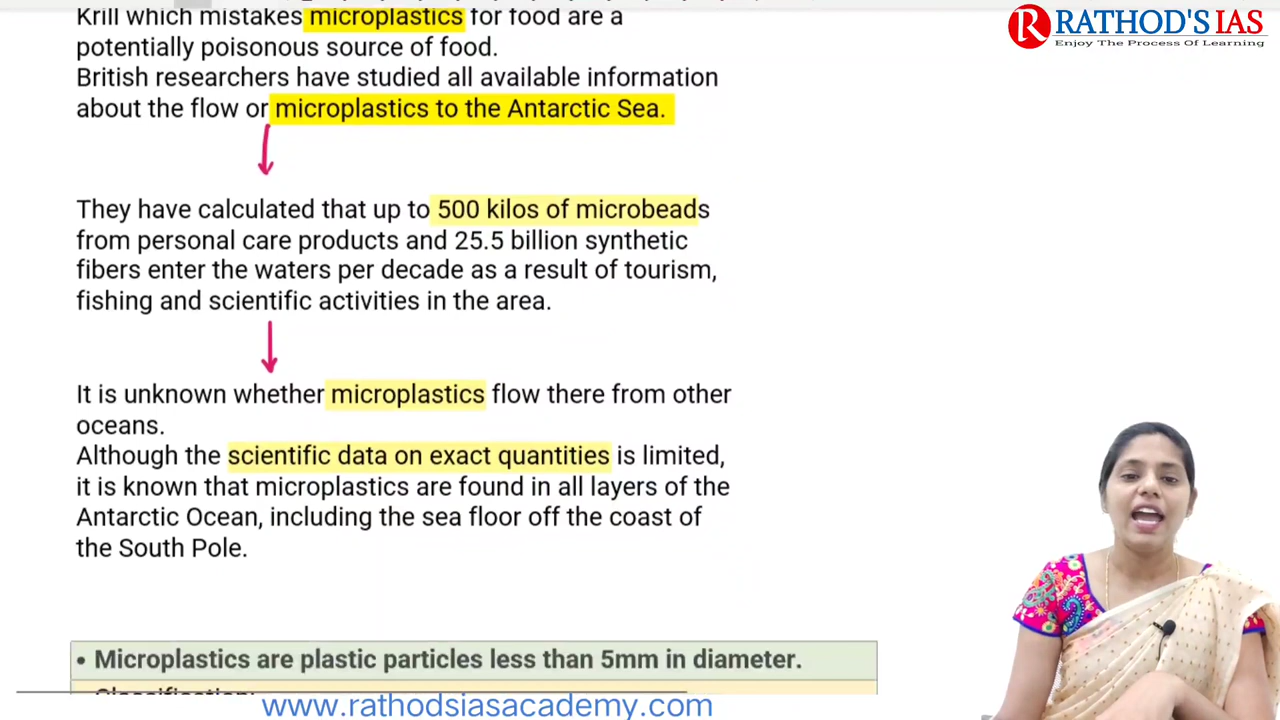 Krill which mistakes microplastics for food are a
potentially poisonous source of food.
British researchers have studied all available information
about the flow or microplastics to the Antarctic Sea.
They have calculated that up to 500 kilos of microbeads
from personal care products and 25.5 billion synthetic
fibers enter the waters per decade as a result of tourism,
fishing and scientific activities in the area.
It is unknown whether microplastics flow there from other
oceans.
Although the scientific data on exact quantities is limited,
it is known that microplastics are found in all layers of the
Antarctic Ocean, including the sea floor off the coast of
the South Pole.
• Microplastics are plastic particles less than 5mm in diameter.
Classification:
www.rathodsiasacademy.com
R RATHOD'S IAS
Enjoy The Process Of Learning